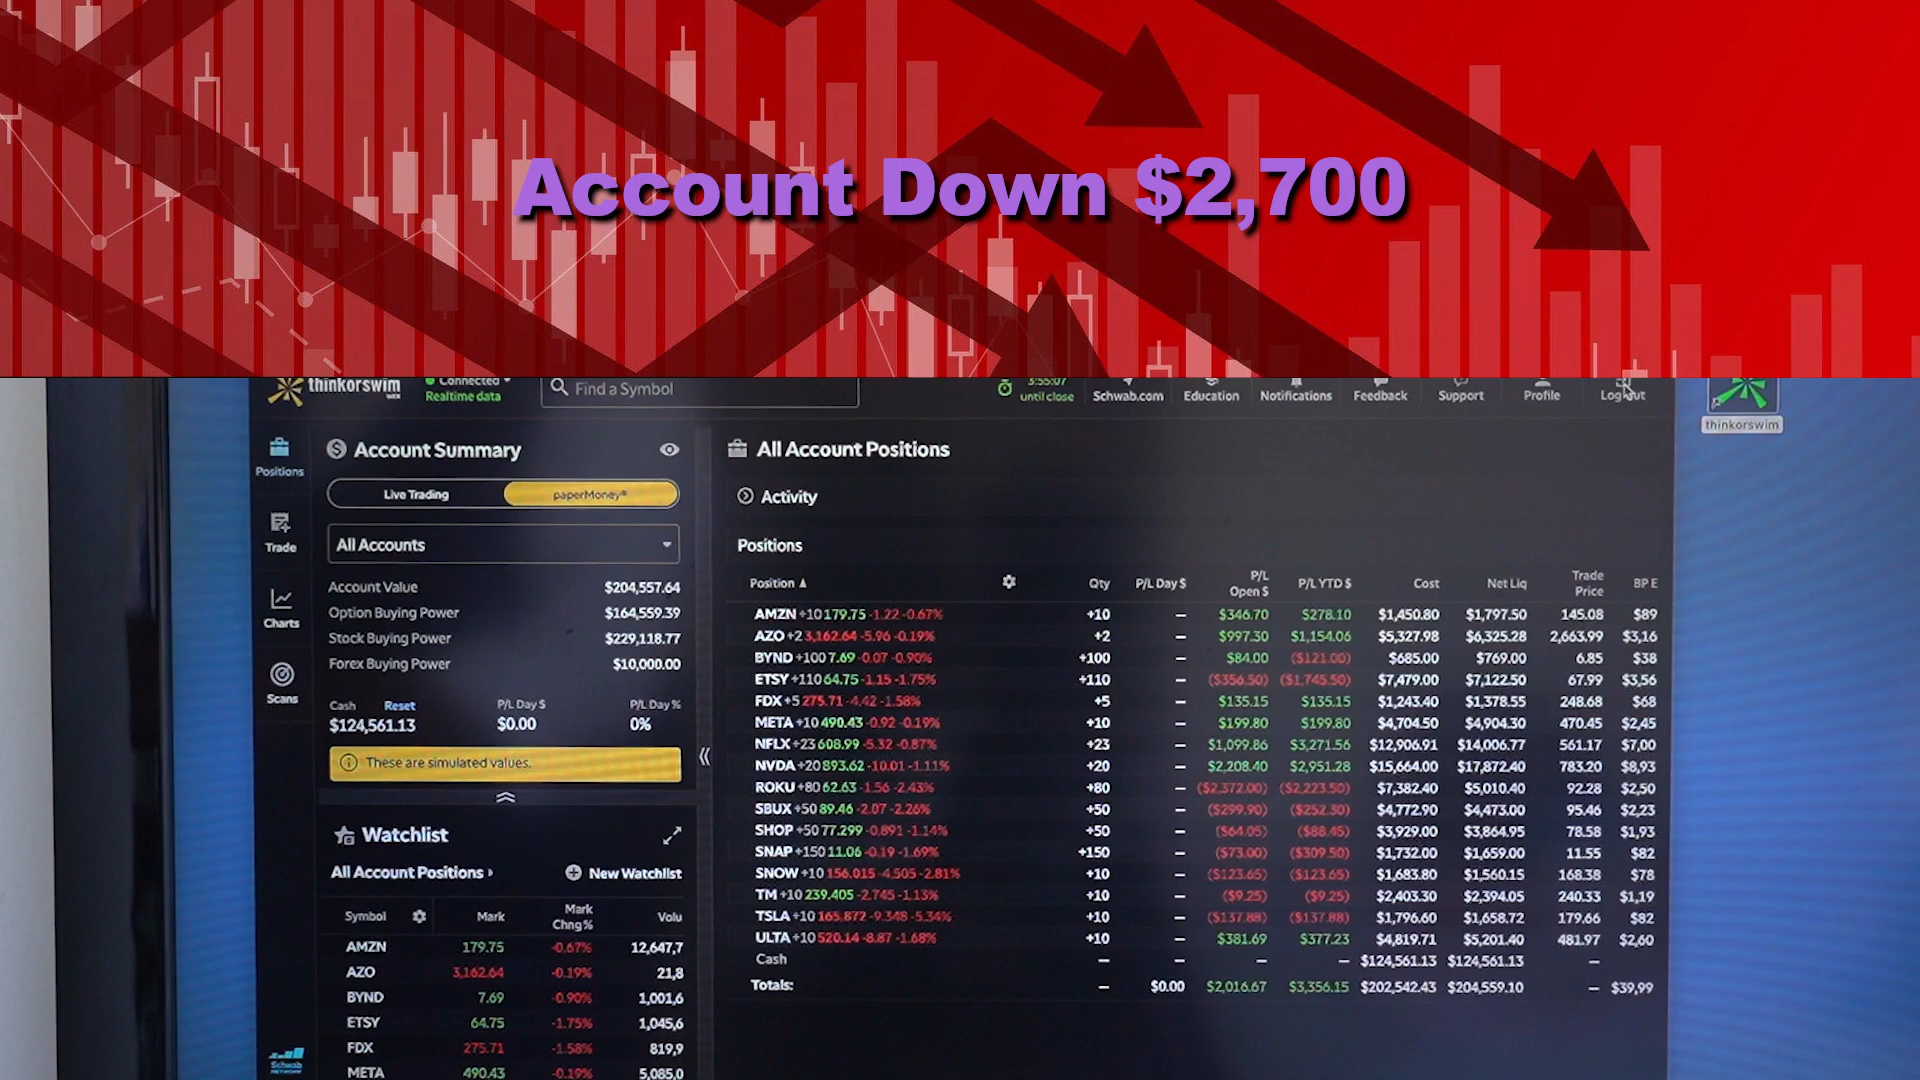 Account Down $2,700
thinkorswim Connected Find a Symbol 3:55:07 Schwab.com Education Notifications Feedback Support Profile Log out
Realtime data until close
thinkorswim
Positions
Trade
Charts
Scans
Account Summary
Live Trading paperMoney®
All Accounts
Account Value $204,557.64
Option Buying Power $164,559.39
Stock Buying Power $229,118.77
Forex Buying Power $10,000.00
Cash Reset P/L Day $ P/L Day %
$124,561.13 $0.00 0%
These are simulated values.
Watchlist
All Account Positions New Watchlist
Symbol Mark Mark Chng% Volu
AMZN 179.75 -0.67% 12,647,7
AZO 3,162.64 -0.19% 21,8
BYND 7.69 -0.90% 1,001,6
ETSY 64.75 -1.75% 1,045,6
FDX 275.71 -1.58% 819,9
META 490.43 -0.19% 5,085,0
Schwab
NETWORK
All Account Positions
Activity
Positions
Position Qty P/L Day $ P/L Open $ P/L YTD $ Cost Net Liq Trade Price BP E
AMZN +10 179.75 -1.22 -0.67% +10 – $346.70 $278.10 $1,450.80 $1,797.50 145.08 $89
AZO +2 3,162.64 -5.96 -0.19% +2 – $997.30 $1,154.06 $5,327.98 $6,325.28 2,663.99 $3,16
BYND +100 7.69 -0.07 -0.90% +100 – $84.00 ($121.00) $685.00 $769.00 6.85 $38
ETSY +110 64.75 -1.15 -1.75% +110 – ($356.50) ($1,745.50) $7,479.00 $7,122.50 67.99 $3,56
FDX +5 275.71 -4.42 -1.58% +5 – $135.15 $135.15 $1,243.40 $1,378.55 248.68 $68
META +10 490.43 -0.92 -0.19% +10 – $199.80 $199.80 $4,704.50 $4,904.30 470.45 $2,45
NFLX +23 608.99 -5.32 -0.87% +23 – $1,099.86 $3,271.56 $12,906.91 $14,006.77 561.17 $7,00
NVDA +20 893.62 -10.01 -1.11% +20 – $2,208.40 $2,951.28 $15,664.00 $17,872.40 783.20 $8,93
ROKU +80 62.63 -1.56 -2.43% +80 – ($2,372.00) ($2,223.50) $7,382.40 $5,010.40 92.28 $2,50
SBUX +50 89.46 -2.07 -2.26% +50 – ($299.90) ($252.30) $4,772.90 $4,473.00 95.46 $2,23
SHOP +50 77.299 -0.891 -1.14% +50 – ($64.05) ($88.45) $3,929.00 $3,864.95 78.58 $1,93
SNAP +150 11.06 -0.19 -1.69% +150 – ($73.00) ($309.50) $1,732.00 $1,659.00 11.55 $82
SNOW +10 156.015 -4.505 -2.81% +10 – ($123.65) ($123.65) $1,683.80 $1,560.15 168.38 $78
TM +10 239.405 -2.745 -1.13% +10 – ($9.25) ($9.25) $2,403.30 $2,394.05 240.33 $1,19
TSLA +10 165.872 -9.348 -5.34% +10 – ($137.88) ($137.88) $1,796.60 $1,658.72 179.66 $82
ULTA +10 520.14 -8.87 -1.68% +10 – $381.69 $377.23 $4,819.71 $5,201.40 481.97 $2,60
Cash – – – – $124,561.13 $124,561.13 –
Totals: – $0.00 $2,016.67 $3,356.15 $202,542.43 $204,559.10 – $39,99